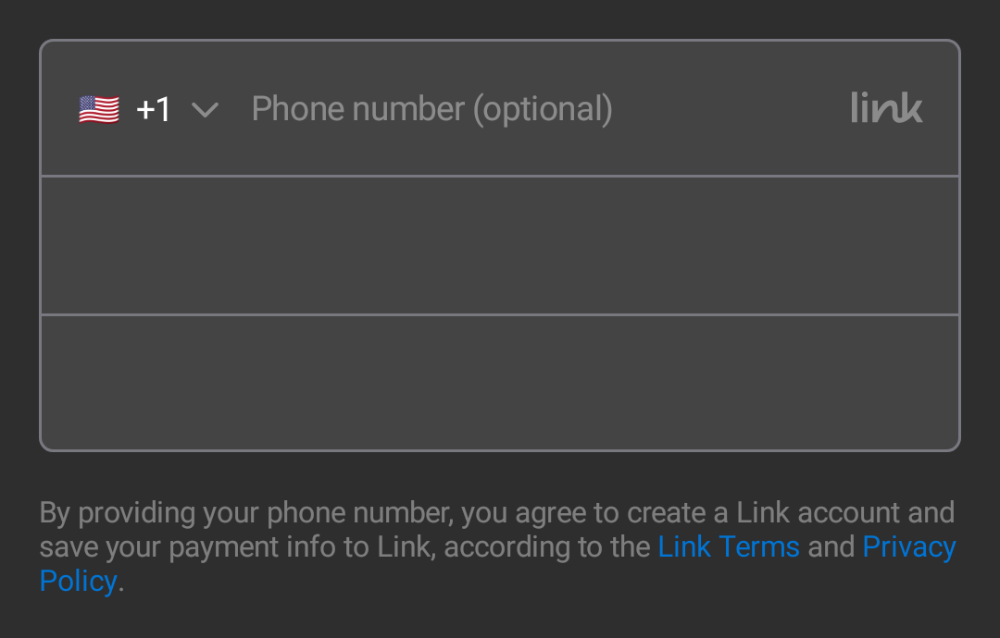 +1 Phone number (optional) link
By providing your phone number, you agree to create a Link account and
save your payment info to Link, according to the Link Terms and Privacy
Policy.